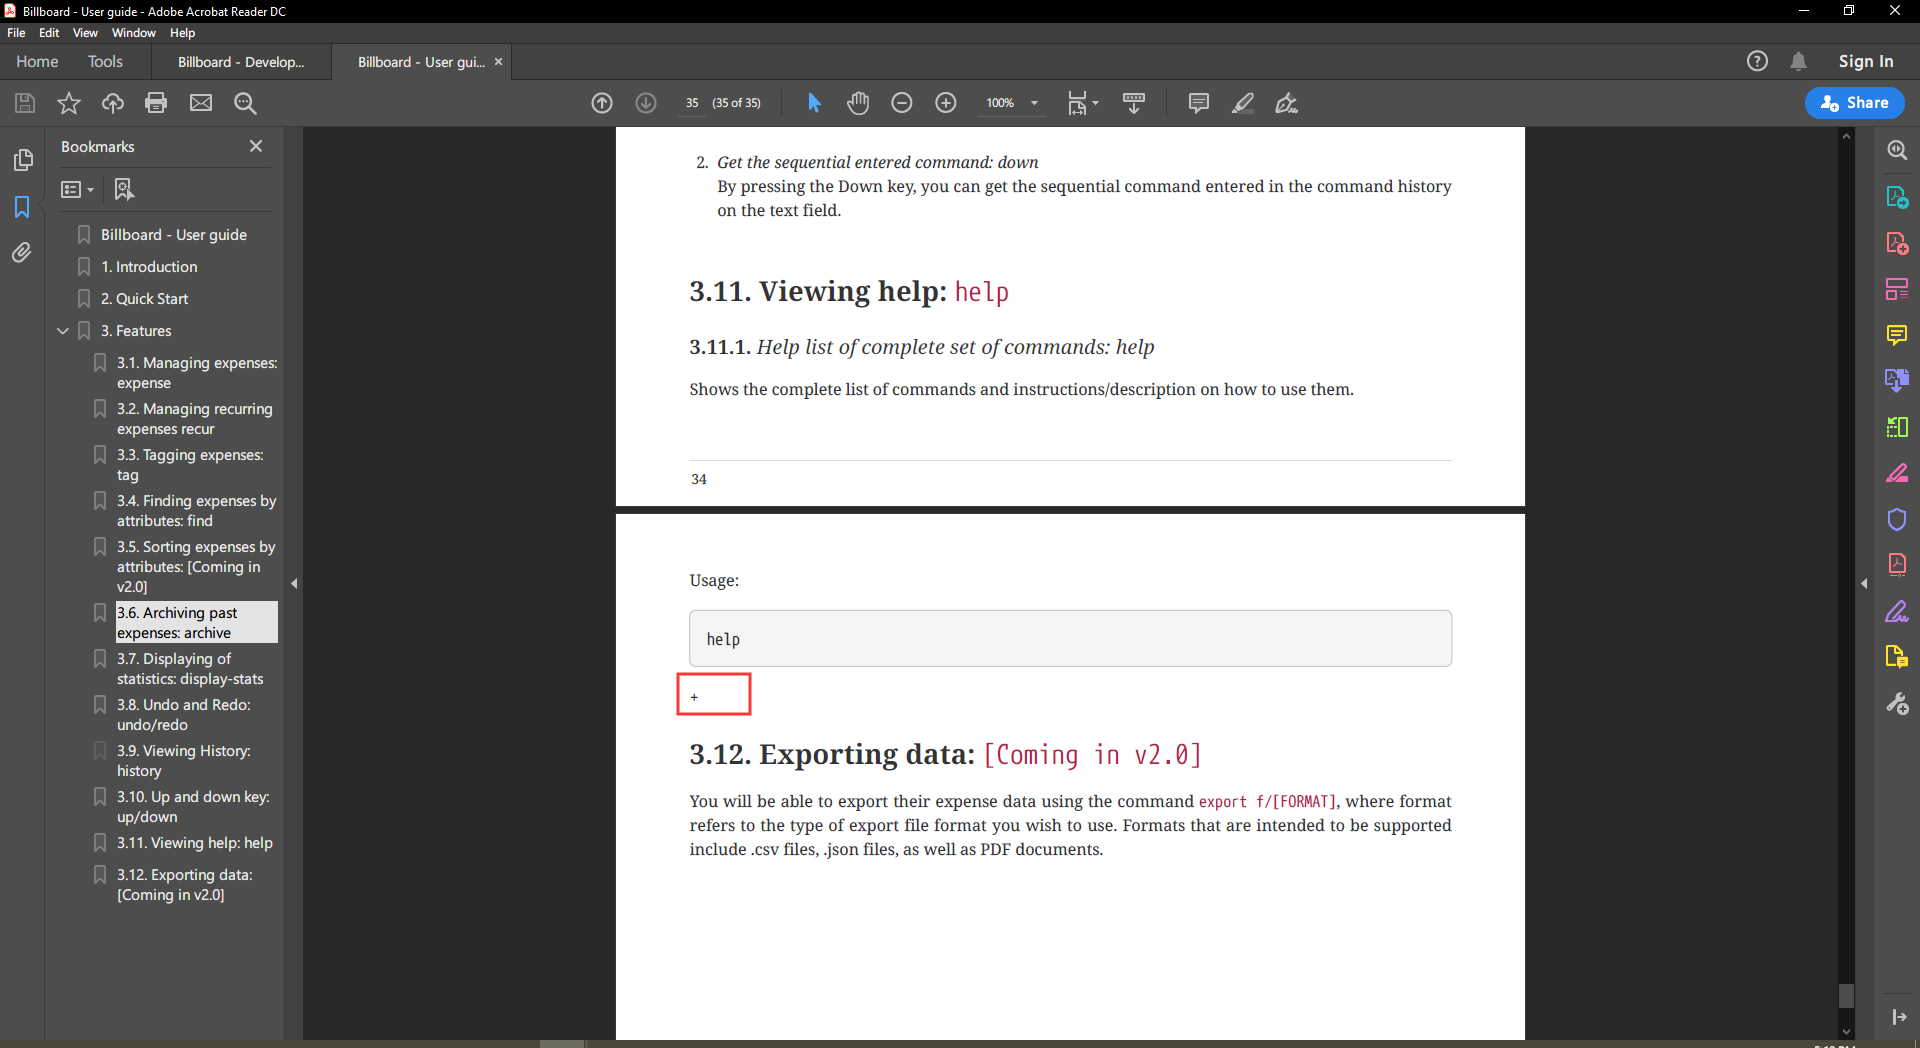 Billboard - User guide - Adobe Acrobat Reader DC
File Edit View Window Help
Home Tools Billboard - Develop... Billboard - User gui... × Sign In
35 (35 of 35) 100% Share
Bookmarks
Billboard - User guide
1. Introduction
2. Quick Start
3. Features
3.1. Managing expenses:
expense
3.2. Managing recurring
expenses recur
3.3. Tagging expenses:
tag
3.4. Finding expenses by
attributes: find
3.5. Sorting expenses by
attributes: [Coming in
v2.0]
3.6. Archiving past
expenses: archive
3.7. Displaying of
statistics: display-stats
3.8. Undo and Redo:
undo/redo
3.9. Viewing History:
history
3.10. Up and down key:
up/down
3.11. Viewing help: help
3.12. Exporting data:
[Coming in v2.0]
2. Get the sequential entered command: down
By pressing the Down key, you can get the sequential command entered in the command history
on the text field.
3.11. Viewing help: help
3.11.1. Help list of complete set of commands: help
Shows the complete list of commands and instructions/description on how to use them.
34
Usage:
help
+
3.12. Exporting data: [Coming in v2.0]
You will be able to export their expense data using the command export f/[FORMAT], where format
refers to the type of export file format you wish to use. Formats that are intended to be supported
include .csv files, .json files, as well as PDF documents.